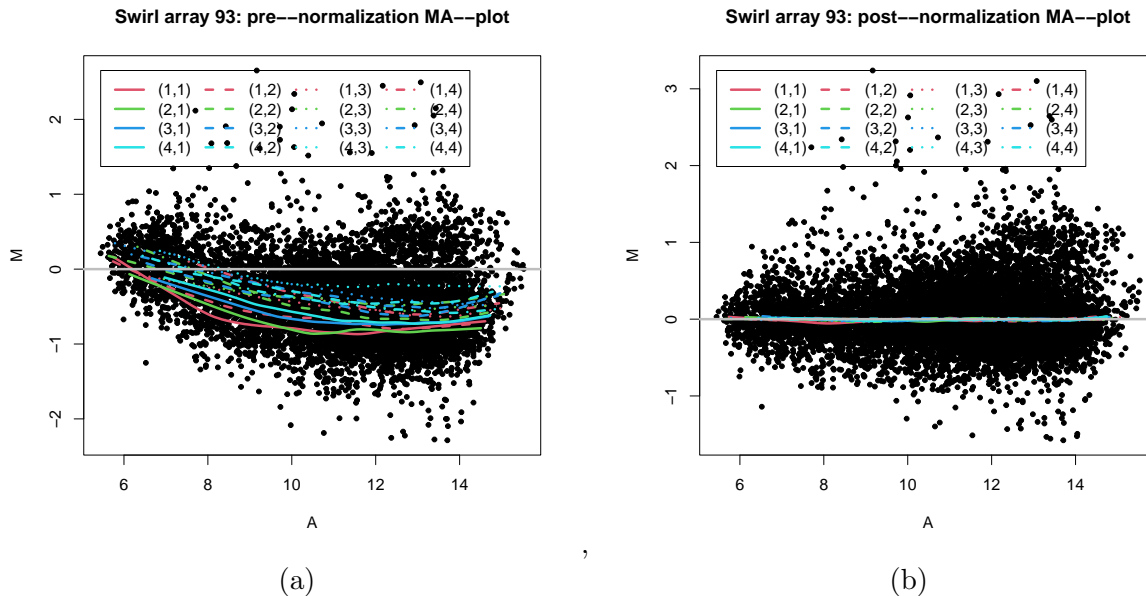 Swirl array 93: pre−−normalization MA−−plot
(1,1) (1,2) (1,3) (1,4)
(2,1) (2,2) (2,3) (2,4)
(3,1) (3,2) (3,3) (3,4)
(4,1) (4,2) (4,3) (4,4)
2
1
0
−1
−2
M
6 8 10 12 14
A
,
(a)
Swirl array 93: post−−normalization MA−−plot
(1,1) (1,2) (1,3) (1,4)
(2,1) (2,2) (2,3) (2,4)
(3,1) (3,2) (3,3) (3,4)
(4,1) (4,2) (4,3) (4,4)
3
2
1
0
−1
M
6 8 10 12 14
A
(b)